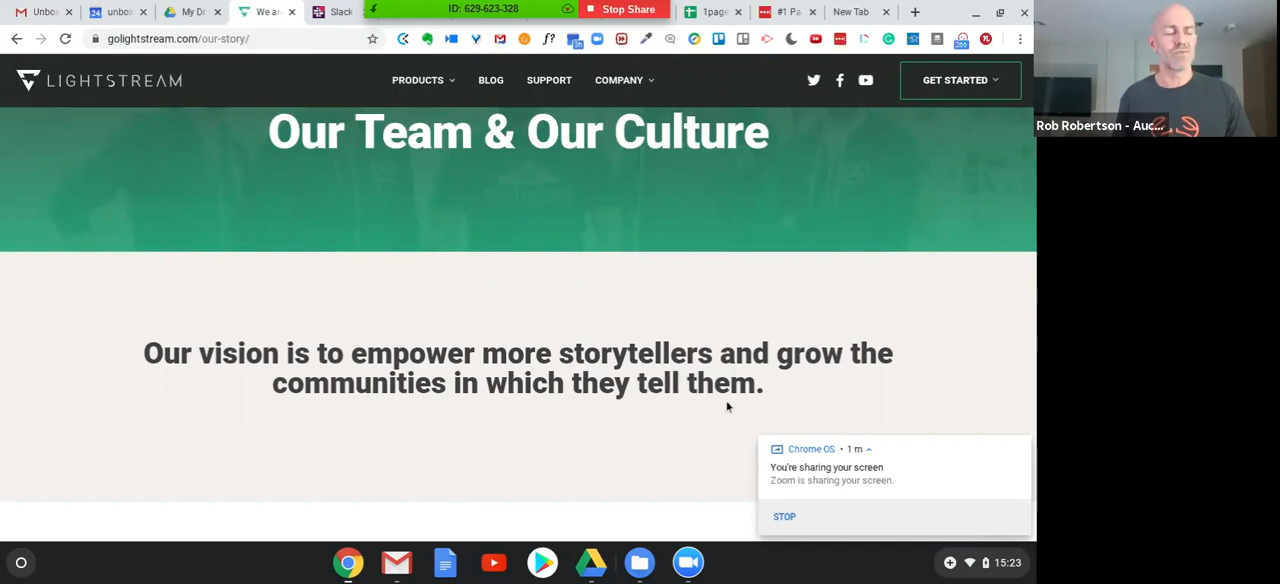 Unbox
24 unbox
My Dr
We ar
Slack
ID: 629-623-328
Stop Share
1page
#1 Pa
New Tab
golightstream.com/our-story/
LIGHTSTREAM
PRODUCTS
BLOG
SUPPORT
COMPANY
GET STARTED
Rob Robertson - Auc...
Our Team & Our Culture
Our vision is to empower more storytellers and grow the
communities in which they tell them.
Chrome OS • 1 m
You're sharing your screen
Zoom is sharing your screen.
STOP
15:23